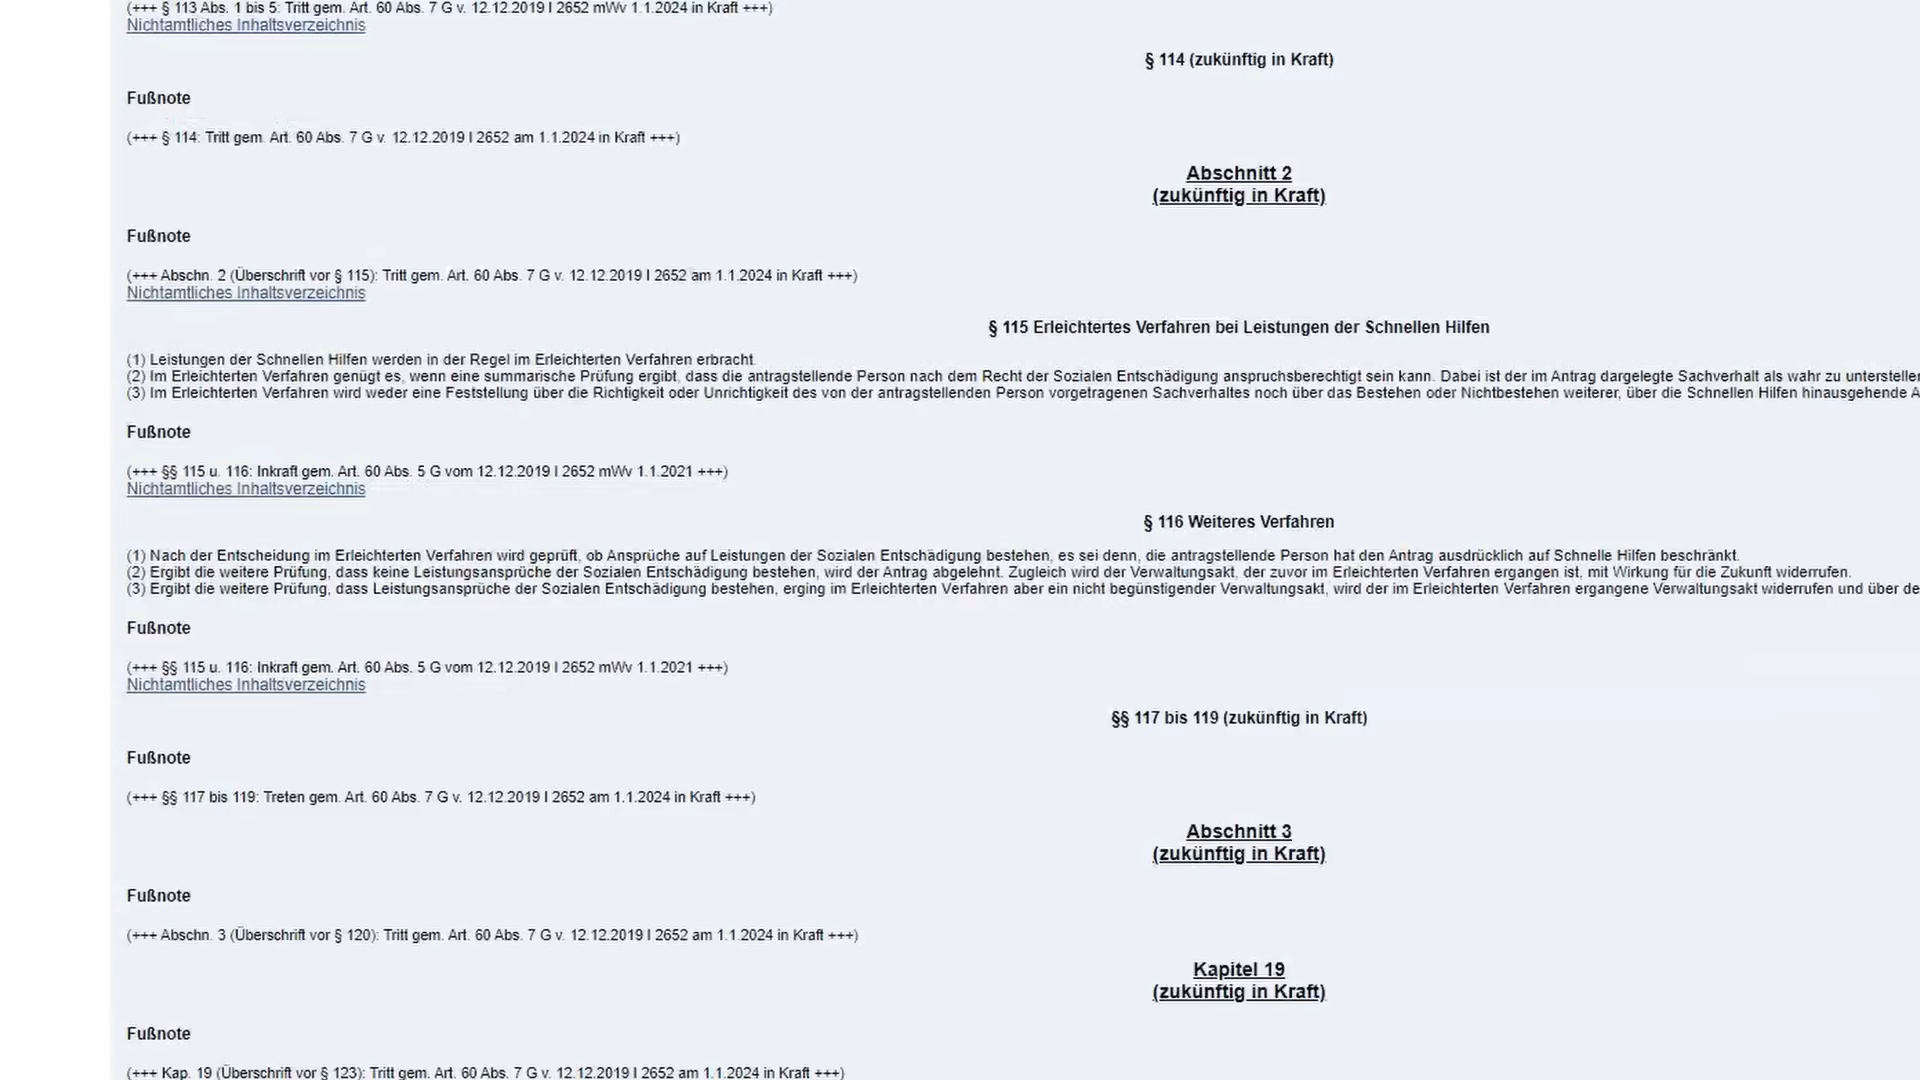 (+++ § 113 Abs. 1 bis 5: Tritt gem. Art. 60 Abs. 7 G v. 12.12.2019 I 2652 mWv 1.1.2024 in Kraft +++)
Nichtamtliches Inhaltsverzeichnis
§ 114 (zukünftig in Kraft)
Fußnote
(+++ § 114: Tritt gem. Art. 60 Abs. 7 G v. 12.12.2019 I 2652 am 1.1.2024 in Kraft +++)
Abschnitt 2
(zukünftig in Kraft)
Fußnote
(+++ Abschn. 2 (Überschrift vor § 115): Tritt gem. Art. 60 Abs. 7 G v. 12.12.2019 I 2652 am 1.1.2024 in Kraft +++)
Nichtamtliches Inhaltsverzeichnis
§ 115 Erleichtertes Verfahren bei Leistungen der Schnellen Hilfen
(1) Leistungen der Schnellen Hilfen werden in der Regel im Erleichterten Verfahren erbracht.
(2) Im Erleichterten Verfahren genügt es, wenn eine summarische Prüfung ergibt, dass die antragstellende Person nach dem Recht der Sozialen Entschädigung anspruchsberechtigt sein kann. Dabei ist der im Antrag dargelegte Sachverhalt als wahr zu unterstellen
(3) Im Erleichterten Verfahren wird weder eine Feststellung über die Richtigkeit oder Unrichtigkeit des von der antragstellenden Person vorgetragenen Sachverhaltes noch über das Bestehen oder Nichtbestehen weiterer, über die Schnellen Hilfen hinausgehende A
Fußnote
(+++ §§ 115 u. 116: Inkraft gem. Art. 60 Abs. 5 G vom 12.12.2019 I 2652 mWv 1.1.2021 +++)
Nichtamtliches Inhaltsverzeichnis
§ 116 Weiteres Verfahren
(1) Nach der Entscheidung im Erleichterten Verfahren wird geprüft, ob Ansprüche auf Leistungen der Sozialen Entschädigung bestehen, es sei denn, die antragstellende Person hat den Antrag ausdrücklich auf Schnelle Hilfen beschränkt.
(2) Ergibt die weitere Prüfung, dass keine Leistungsansprüche der Sozialen Entschädigung bestehen, wird der Antrag abgelehnt. Zugleich wird der Verwaltungsakt, der zuvor im Erleichterten Verfahren ergangen ist, mit Wirkung für die Zukunft widerrufen.
(3) Ergibt die weitere Prüfung, dass Leistungsansprüche der Sozialen Entschädigung bestehen, erging im Erleichterten Verfahren aber ein nicht begünstigender Verwaltungsakt, wird der im Erleichterten Verfahren ergangene Verwaltungsakt widerrufen und über de
Fußnote
(+++ §§ 115 u. 116: Inkraft gem. Art. 60 Abs. 5 G vom 12.12.2019 I 2652 mWv 1.1.2021 +++)
Nichtamtliches Inhaltsverzeichnis
§§ 117 bis 119 (zukünftig in Kraft)
Fußnote
(+++ §§ 117 bis 119: Treten gem. Art. 60 Abs. 7 G v. 12.12.2019 I 2652 am 1.1.2024 in Kraft +++)
Abschnitt 3
(zukünftig in Kraft)
Fußnote
(+++ Abschn. 3 (Überschrift vor § 120): Tritt gem. Art. 60 Abs. 7 G v. 12.12.2019 I 2652 am 1.1.2024 in Kraft +++)
Kapitel 19
(zukünftig in Kraft)
Fußnote
(+++ Kap. 19 (Überschrift vor § 123): Tritt gem. Art. 60 Abs. 7 G v. 12.12.2019 I 2652 am 1.1.2024 in Kraft +++)